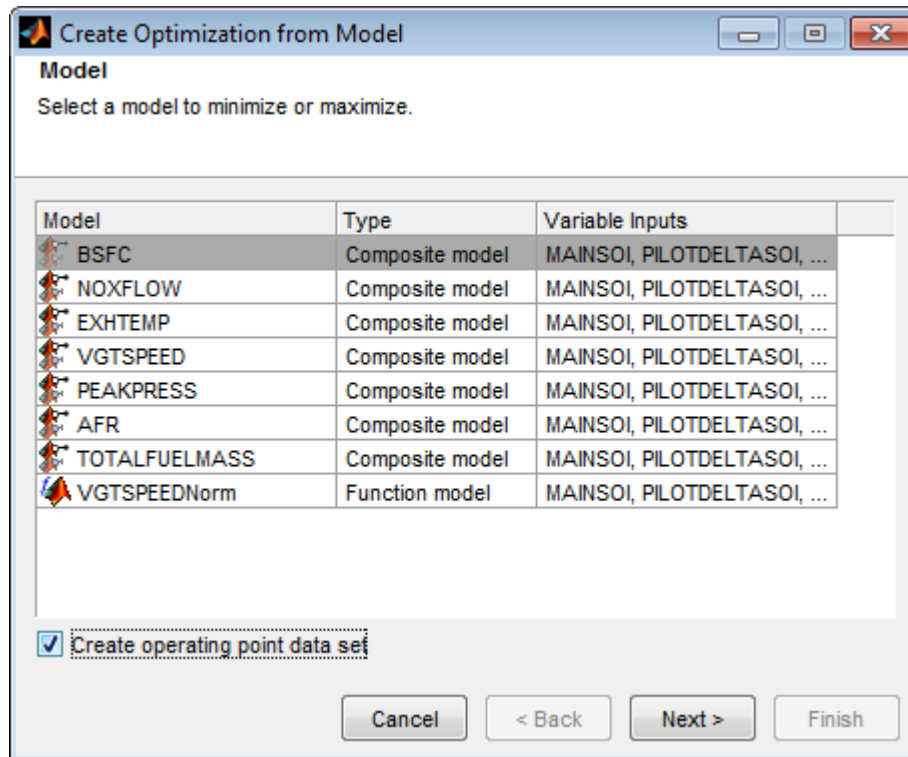 Create Optimization from Model
Model
Select a model to minimize or maximize.
Model Type Variable Inputs
BSFC Composite model MAINSOI, PILOTDELTASOI, ...
NOXFLOW Composite model MAINSOI, PILOTDELTASOI, ...
EXHTEMP Composite model MAINSOI, PILOTDELTASOI, ...
VGTSPEED Composite model MAINSOI, PILOTDELTASOI, ...
PEAKPRESS Composite model MAINSOI, PILOTDELTASOI, ...
AFR Composite model MAINSOI, PILOTDELTASOI, ...
TOTALFUELMASS Composite model MAINSOI, PILOTDELTASOI, ...
VGTSPEEDNorm Function model MAINSOI, PILOTDELTASOI, ...
Create operating point data set
Cancel < Back Next > Finish